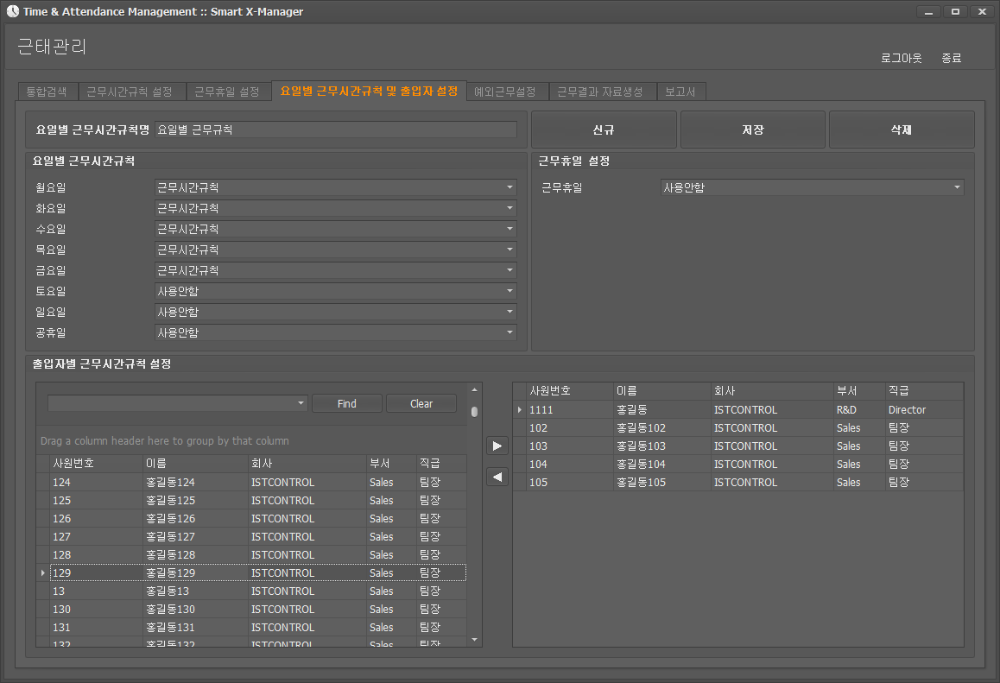 Time & Attendance Management :: Smart X-Manager
근태관리
로그아웃 종료
통합검색 근무시간규칙 설정 근무휴일 설정 요일별 근무시간규칙 및 출입자 설정 예외근무설정 근무결과 자료생성 보고서
요일별 근무시간규칙명 요일별 근무규칙 신규 저장 삭제
요일별 근무시간규칙 근무휴일 설정
월요일 근무시간규칙 근무휴일 사용안함
화요일 근무시간규칙
수요일 근무시간규칙
목요일 근무시간규칙
금요일 근무시간규칙
토요일 사용안함
일요일 사용안함
공휴일 사용안함
출입자별 근무시간규칙 설정
Find Clear
Drag a column header here to group by that column
사원번호 이름 회사 부서 직급
124 홍길동124 ISTCONTROL Sales 팀장
125 홍길동125 ISTCONTROL Sales 팀장
126 홍길동126 ISTCONTROL Sales 팀장
127 홍길동127 ISTCONTROL Sales 팀장
128 홍길동128 ISTCONTROL Sales 팀장
129 홍길동129 ISTCONTROL Sales 팀장
13 홍길동13 ISTCONTROL Sales 팀장
130 홍길동130 ISTCONTROL Sales 팀장
131 홍길동131 ISTCONTROL Sales 팀장
132 홍길동132 ISTCONTROL Sales 팀장
사원번호 이름 회사 부서 직급
1111 홍길동 ISTCONTROL R&D Director
102 홍길동102 ISTCONTROL Sales 팀장
103 홍길동103 ISTCONTROL Sales 팀장
104 홍길동104 ISTCONTROL Sales 팀장
105 홍길동105 ISTCONTROL Sales 팀장